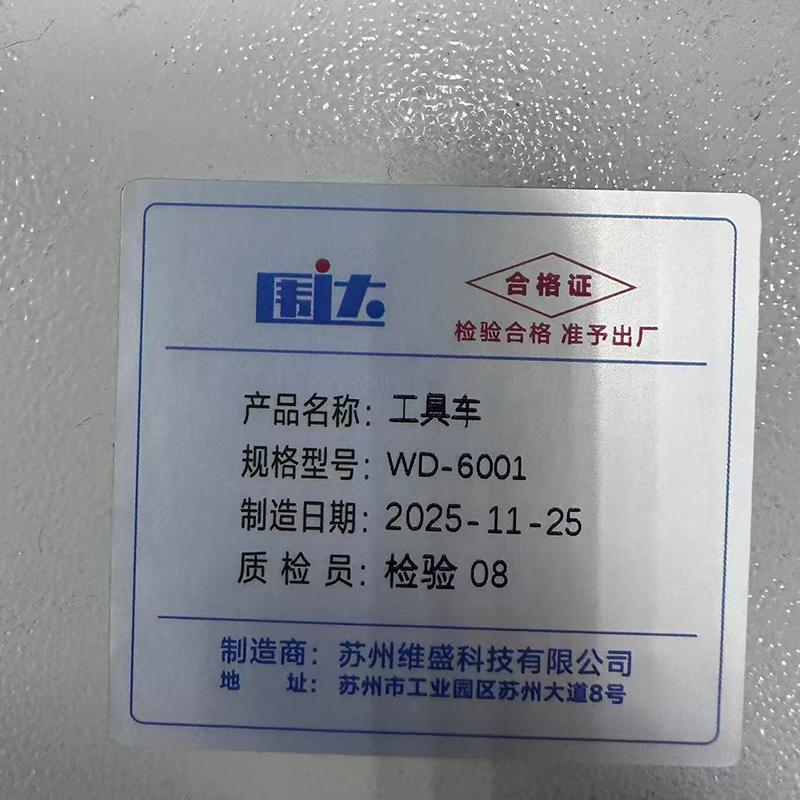 围达
合格证
检验合格 准予出厂
产品名称：工具车
规格型号：WD-6001
制造日期：2025-11-25
质检员：检验 08
制造商：苏州维盛科技有限公司
地址：苏州市工业园区苏州大道8号